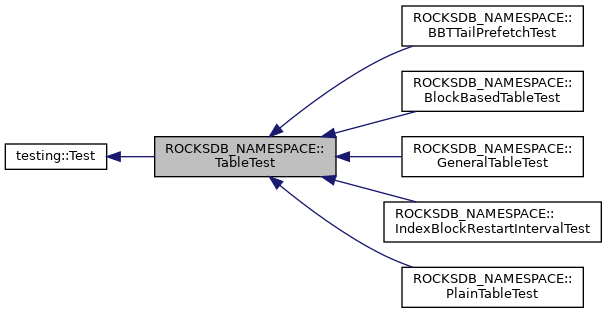 testing::Test
ROCKSDB_NAMESPACE::
TableTest
ROCKSDB_NAMESPACE::
BBTTailPrefetchTest
ROCKSDB_NAMESPACE::
BlockBasedTableTest
ROCKSDB_NAMESPACE::
GeneralTableTest
ROCKSDB_NAMESPACE::
IndexBlockRestartIntervalTest
ROCKSDB_NAMESPACE::
PlainTableTest